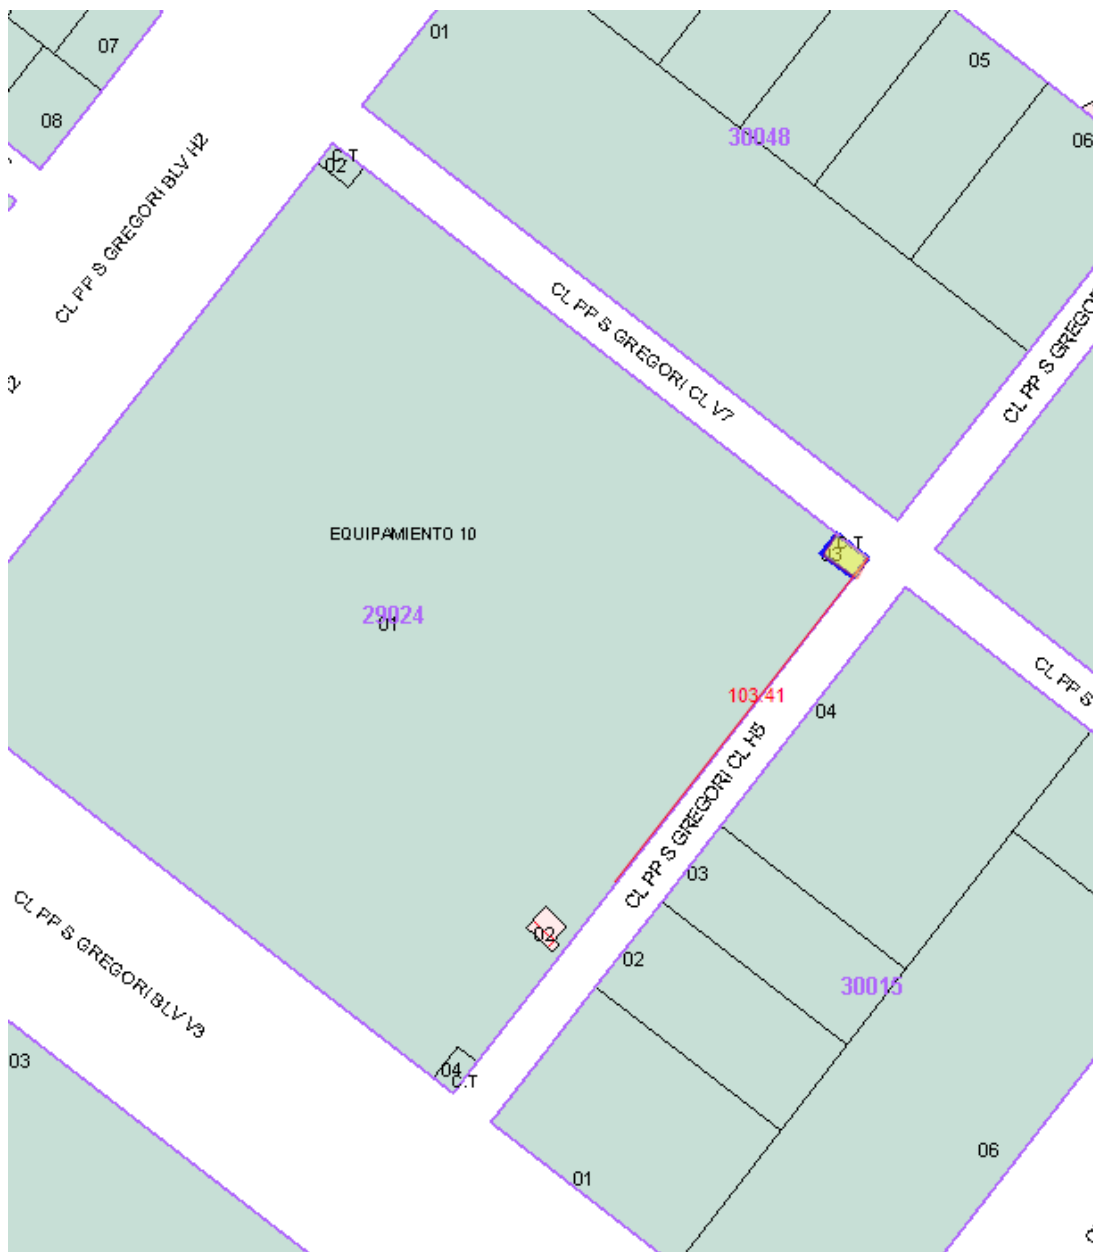 01
07
05
08
30048
06
C.T
02
CL PP S GREGORI BLV H2
CL PP S GREGORI CL V7
CL PP S GREGO
EQUIPAMIENTO 10
C.T
03
29024
01
CL PP S
103.41
04
CL PP S GREGORI CL H5
03
02
02
30015
CL PP S GREGORI BLV V3
03
04
C.T
06
01